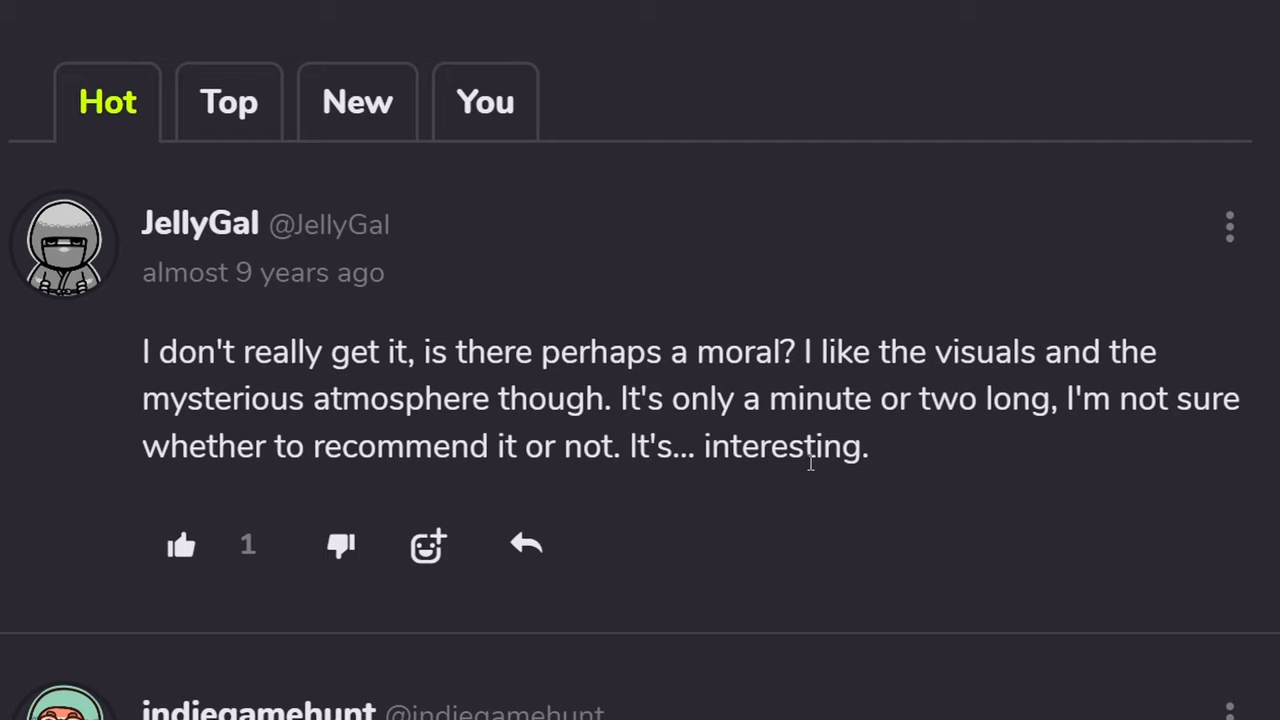 Hot Top New You
JellyGal @JellyGal
almost 9 years ago
I don't really get it, is there perhaps a moral? I like the visuals and the
mysterious atmosphere though. It's only a minute or two long, I'm not sure
whether to recommend it or not. It's... interesting.
1
indiegamehunt @indiegamehunt